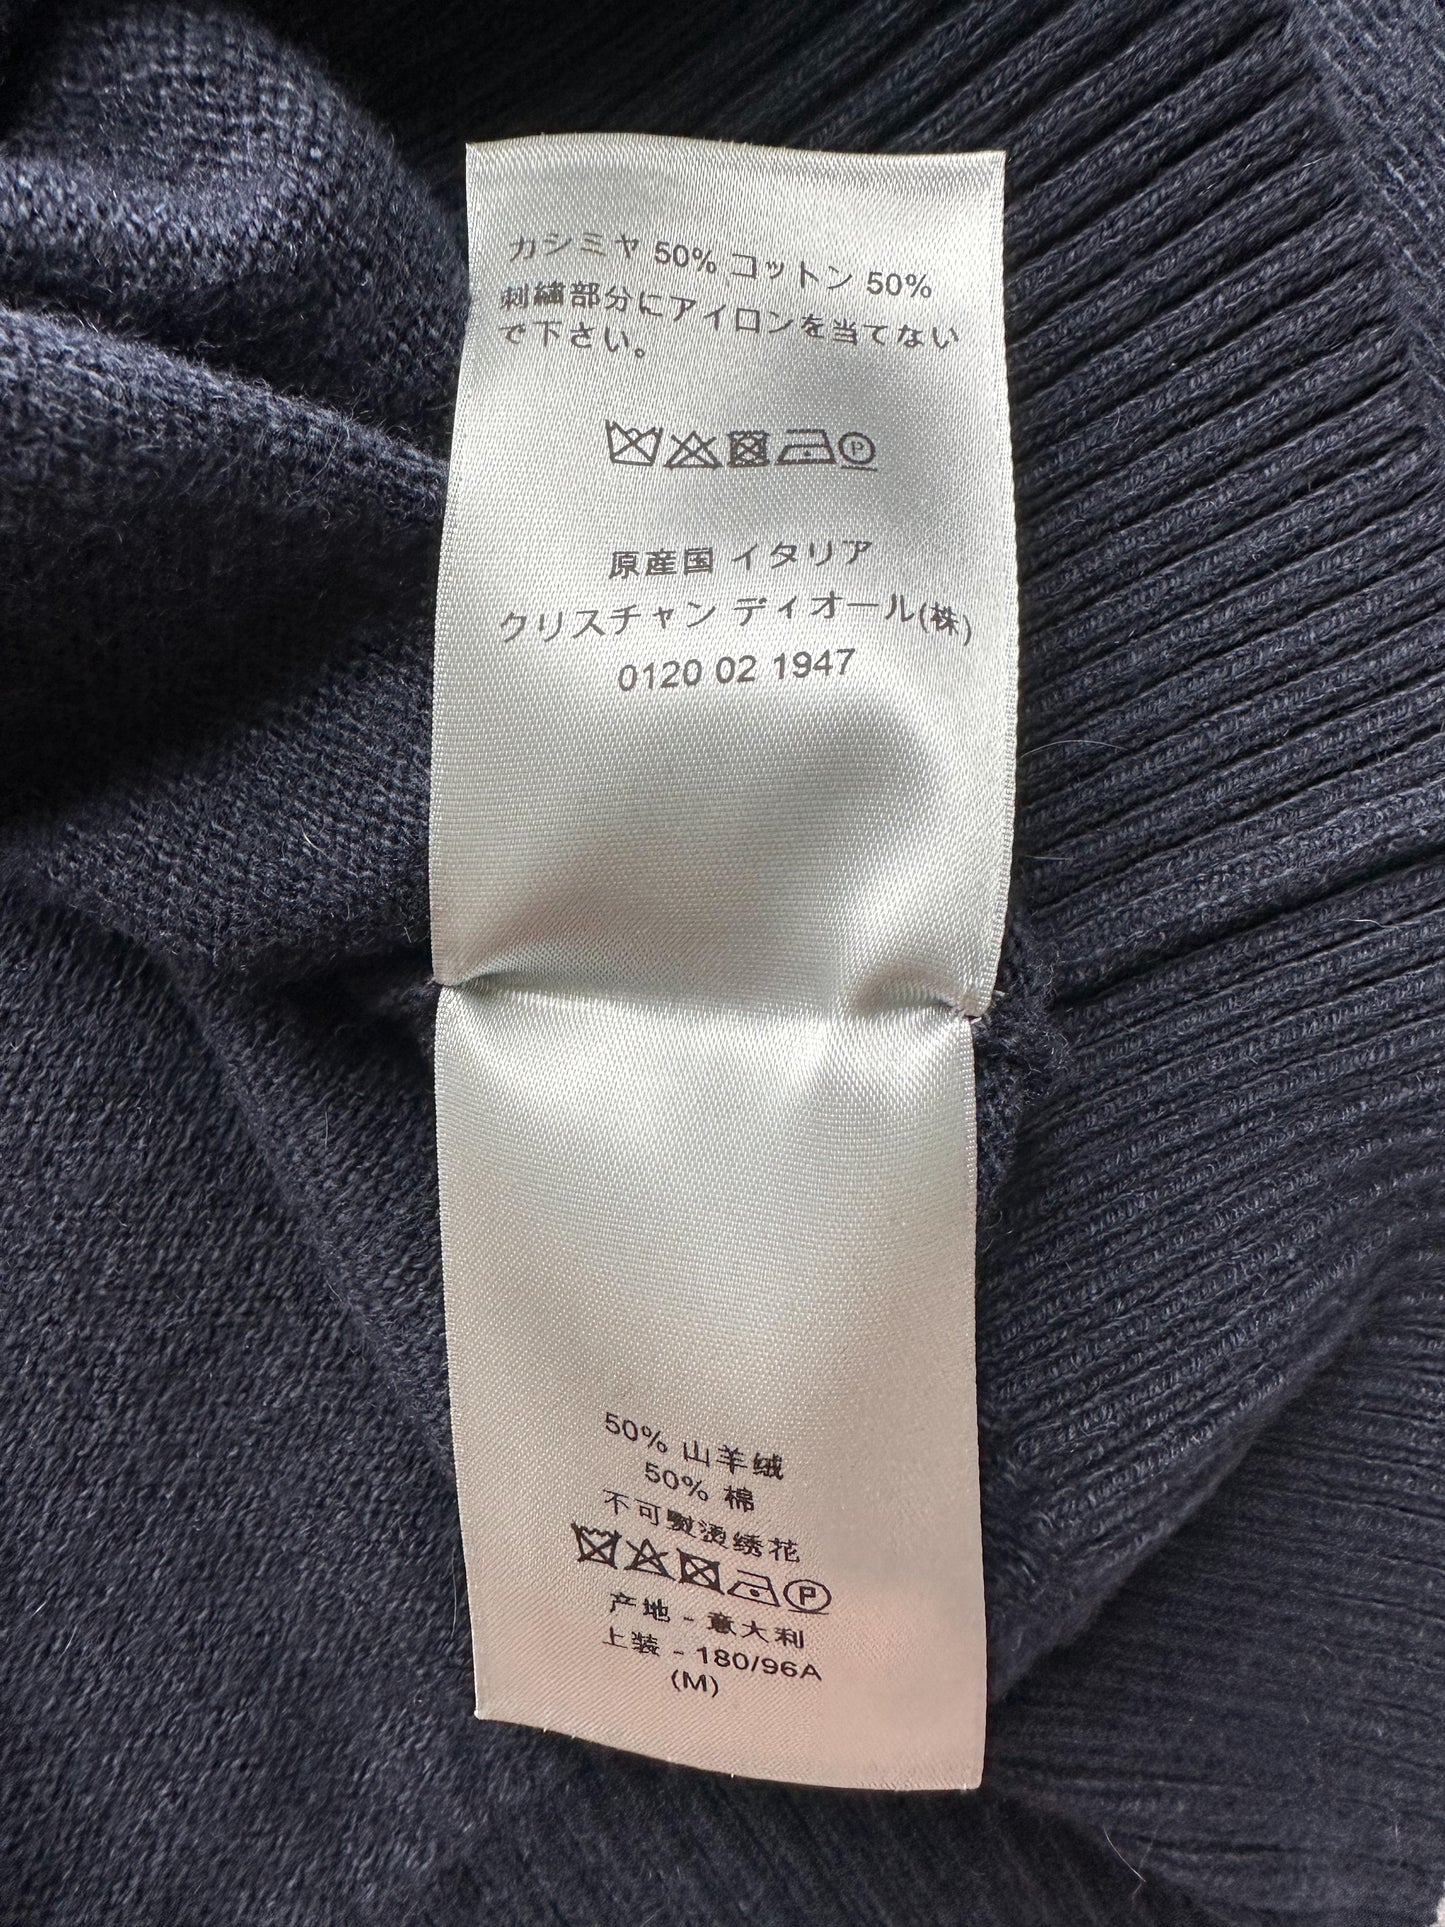 カシミヤ 50% コットン 50%
刺繍部分にアイロンを当てない
で下さい。
P
原産国 イタリア
クリスチャン ディオール(株)
0120 02 1947
50% 山羊绒
50% 棉
不可熨烫绣花
P
产地 - 意大利
上装 - 180/96A
(M)